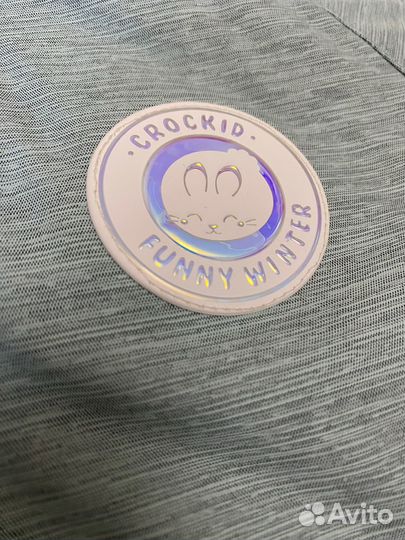 · CROCKID ·
FUNNY WINTER
Avito